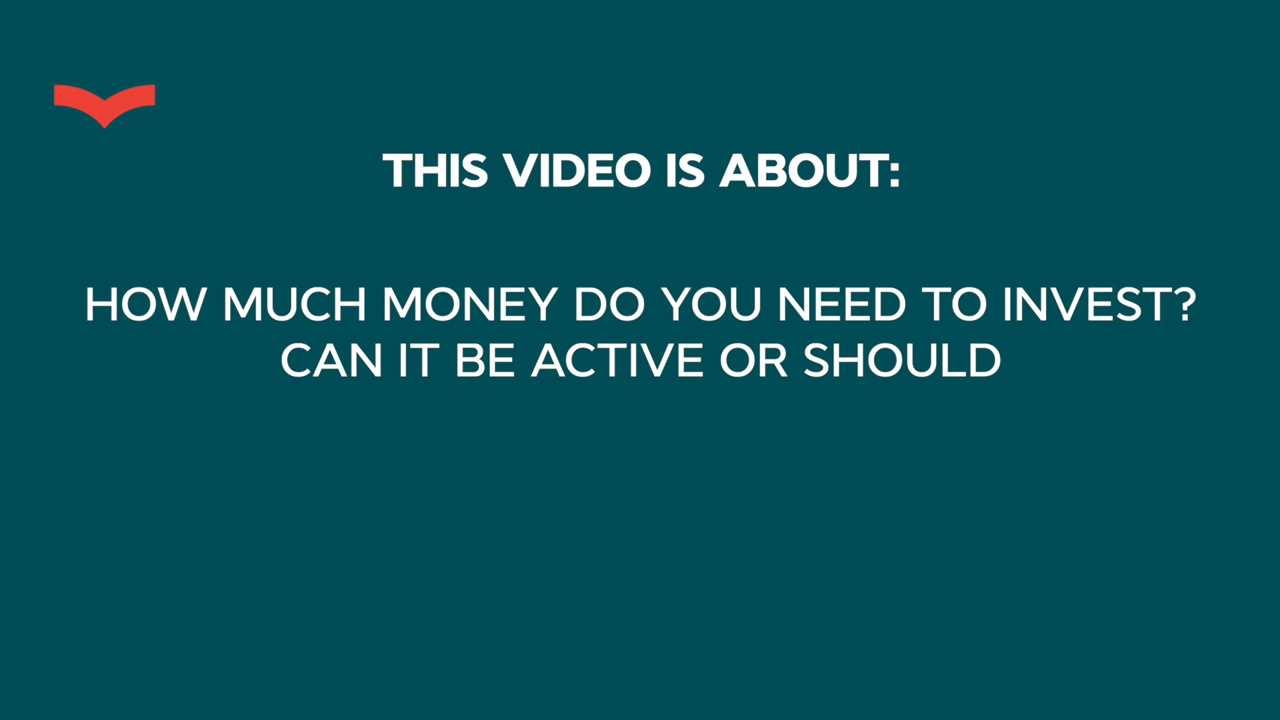 THIS VIDEO IS ABOUT:
HOW MUCH MONEY DO YOU NEED TO INVEST?
CAN IT BE ACTIVE OR SHOULD